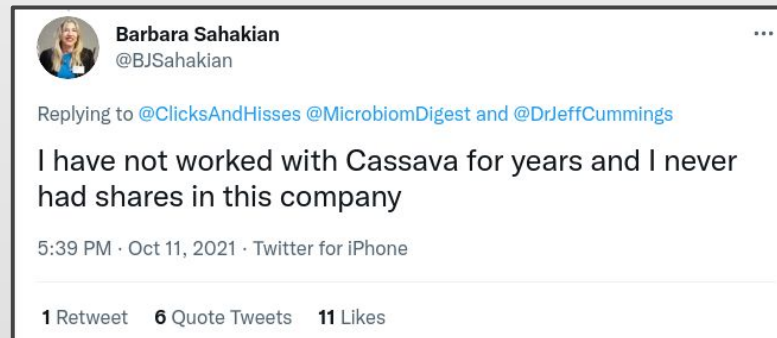 Barbara Sahakian
@BJSahakian
Replying to @ClicksAndHisses @MicrobiomDigest and @DrJeffCummings
I have not worked with Cassava for years and I never
had shares in this company
5:39 PM · Oct 11, 2021 · Twitter for iPhone
1 Retweet 6 Quote Tweets 11 Likes